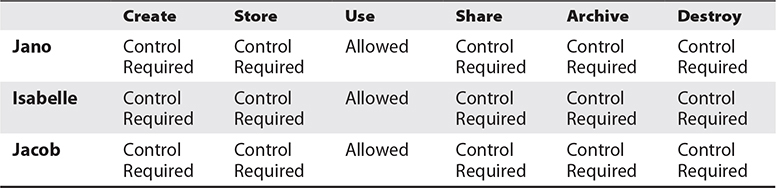 Create Store Use Share Archive Destroy
Jano Control Control Allowed Control Control Control
Required Required Required Required Required
Isabelle Control Control Allowed Control Control Control
Required Required Required Required Required
Jacob Control Control Allowed Control Control Control
Required Required Required Required Required